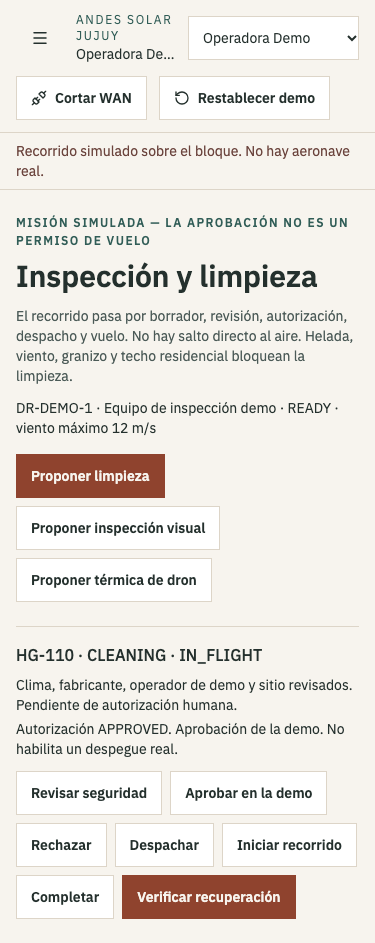 ANDES SOLAR
JUJUY
Operadora De...
Operadora Demo
Cortar WAN
Restablecer demo
Recorrido simulado sobre el bloque. No hay aeronave
real.
MISIÓN SIMULADA — LA APROBACIÓN NO ES UN
PERMISO DE VUELO
Inspección y limpieza
El recorrido pasa por borrador, revisión, autorización,
despacho y vuelo. No hay salto directo al aire. Helada,
viento, granizo y techo residencial bloquean la
limpieza.
DR-DEMO-1 · Equipo de inspección demo · READY ·
viento máximo 12 m/s
Proponer limpieza
Proponer inspección visual
Proponer térmica de dron
HG-110 · CLEANING · IN_FLIGHT
Clima, fabricante, operador de demo y sitio revisados.
Pendiente de autorización humana.
Autorización APPROVED. Aprobación de la demo. No
habilita un despegue real.
Revisar seguridad
Aprobar en la demo
Rechazar
Despachar
Iniciar recorrido
Completar
Verificar recuperación